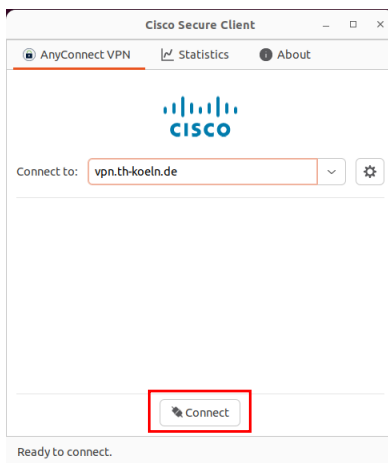 Cisco Secure Client
AnyConnect VPN Statistics About
CISCO
Connect to: vpn.th-koeln.de
Connect
Ready to connect.